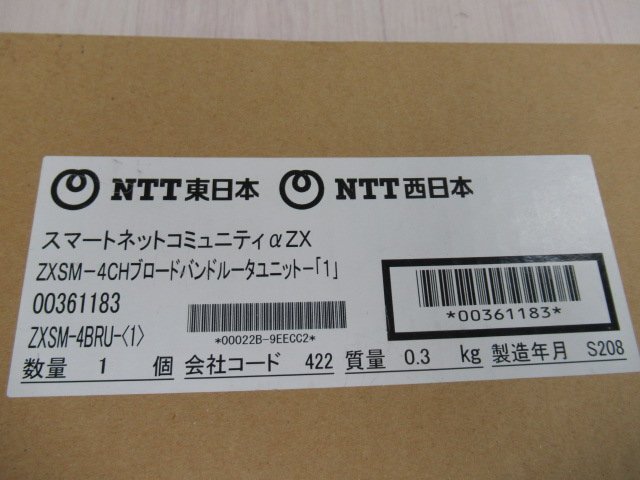 NTT東日本 NTT西日本
スマートネットコミュニティαZX
ZXSM-4CHブロードバンドルータユニット-「1」
00361183
*00361183*
ZXSM-4BRU-<1>
*00022B-9EECC2*
数量 1 個 会社コード 422 質量 0.3 kg 製造年月 S208